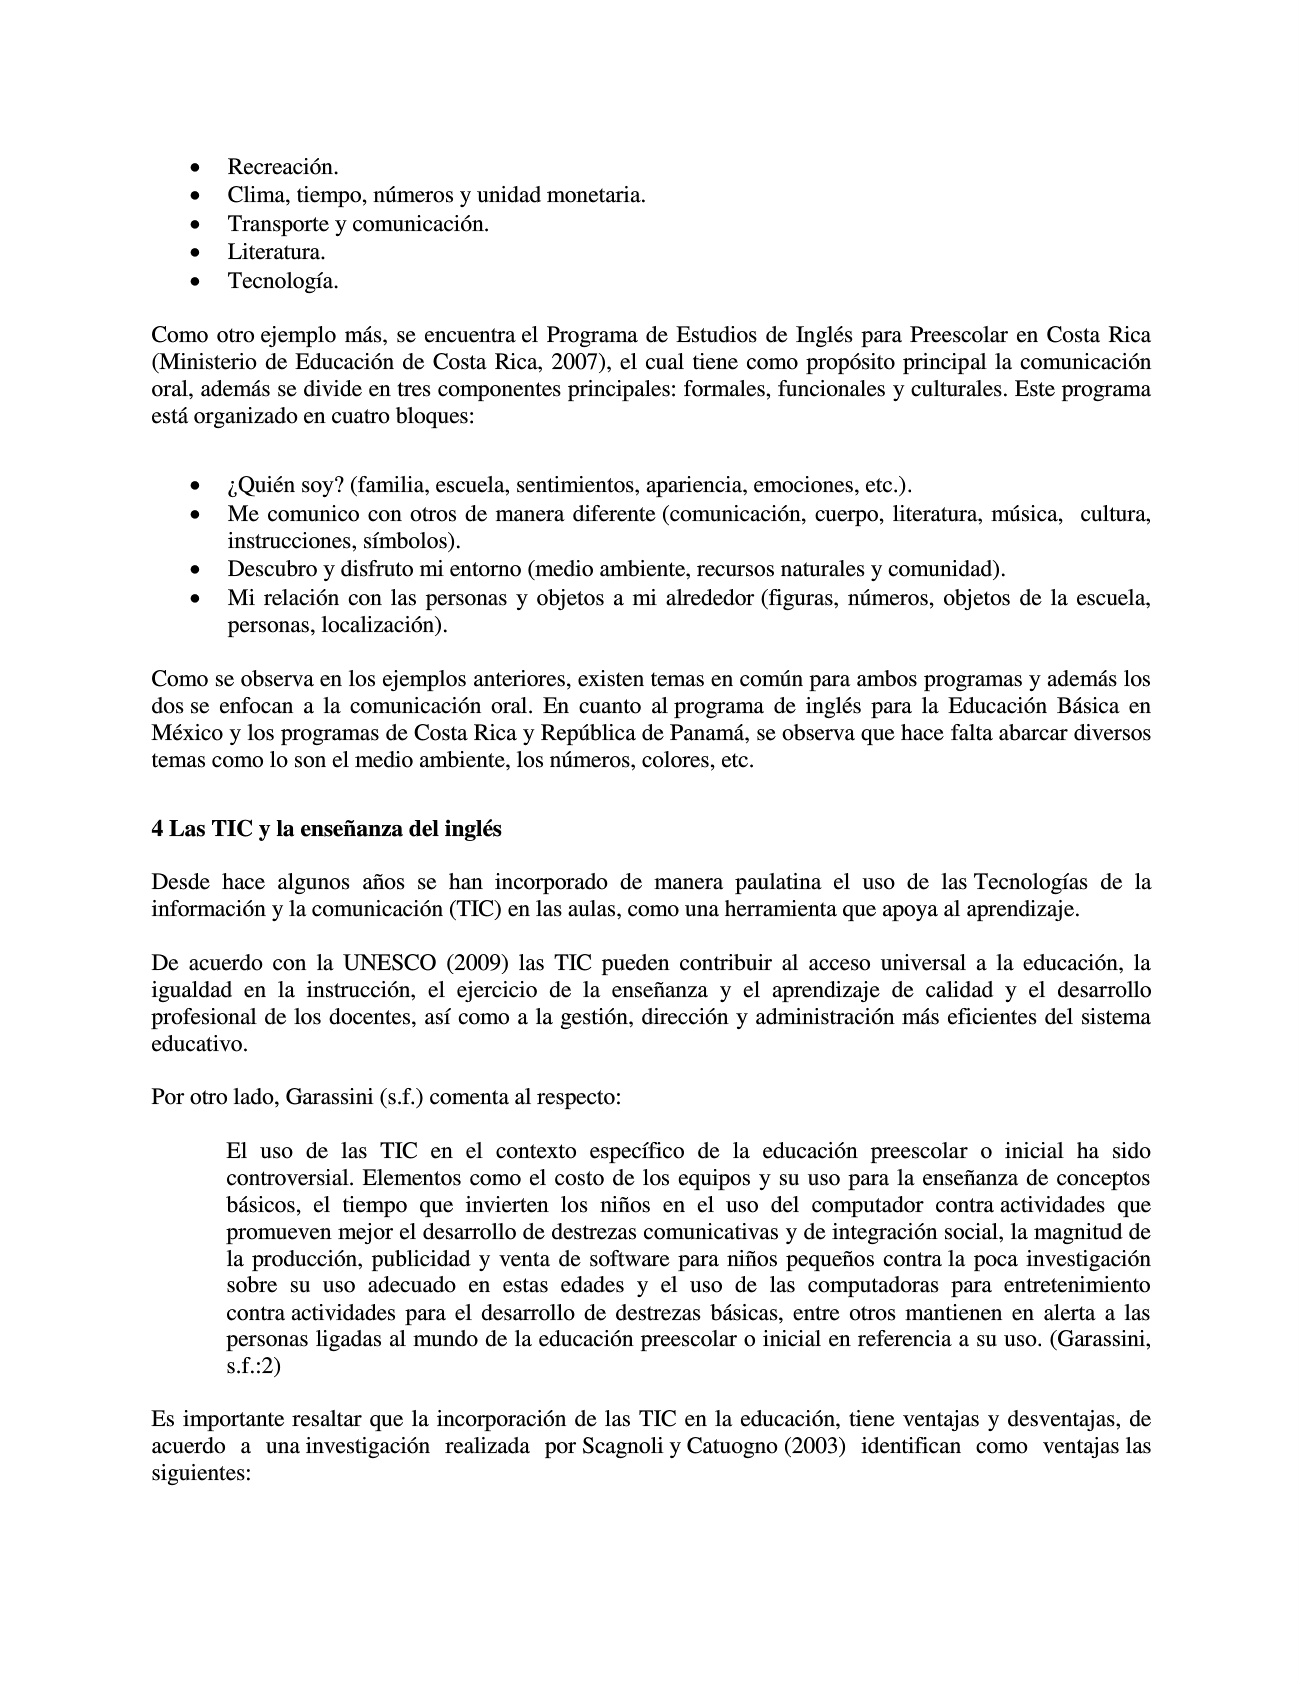 • Recreación.
• Clima, tiempo, números y unidad monetaria.
• Transporte y comunicación.
• Literatura.
• Tecnología.
Como otro ejemplo más, se encuentra el Programa de Estudios de Inglés para Preescolar en Costa Rica
(Ministerio de Educación de Costa Rica, 2007), el cual tiene como propósito principal la comunicación
oral, además se divide en tres componentes principales: formales, funcionales y culturales. Este programa
está organizado en cuatro bloques:
• ¿Quién soy? (familia, escuela, sentimientos, apariencia, emociones, etc.).
• Me comunico con otros de manera diferente (comunicación, cuerpo, literatura, música, cultura,
instrucciones, símbolos).
• Descubro y disfruto mi entorno (medio ambiente, recursos naturales y comunidad).
• Mi relación con las personas y objetos a mi alrededor (figuras, números, objetos de la escuela,
personas, localización).
Como se observa en los ejemplos anteriores, existen temas en común para ambos programas y además los
dos se enfocan a la comunicación oral. En cuanto al programa de inglés para la Educación Básica en
México y los programas de Costa Rica y República de Panamá, se observa que hace falta abarcar diversos
temas como lo son el medio ambiente, los números, colores, etc.
4 Las TIC y la enseñanza del inglés
Desde hace algunos años se han incorporado de manera paulatina el uso de las Tecnologías de la
información y la comunicación (TIC) en las aulas, como una herramienta que apoya al aprendizaje.
De acuerdo con la UNESCO (2009) las TIC pueden contribuir al acceso universal a la educación, la
igualdad en la instrucción, el ejercicio de la enseñanza y el aprendizaje de calidad y el desarrollo
profesional de los docentes, así como a la gestión, dirección y administración más eficientes del sistema
educativo.
Por otro lado, Garassini (s.f.) comenta al respecto:
El uso de las TIC en el contexto específico de la educación preescolar o inicial ha sido
controversial. Elementos como el costo de los equipos y su uso para la enseñanza de conceptos
básicos, el tiempo que invierten los niños en el uso del computador contra actividades que
promueven mejor el desarrollo de destrezas comunicativas y de integración social, la magnitud de
la producción, publicidad y venta de software para niños pequeños contra la poca investigación
sobre su uso adecuado en estas edades y el uso de las computadoras para entretenimiento
contra actividades para el desarrollo de destrezas básicas, entre otros mantienen en alerta a las
personas ligadas al mundo de la educación preescolar o inicial en referencia a su uso. (Garassini,
s.f.:2)
Es importante resaltar que la incorporación de las TIC en la educación, tiene ventajas y desventajas, de
acuerdo a una investigación realizada por Scagnoli y Catuogno (2003) identifican como ventajas las
siguientes: